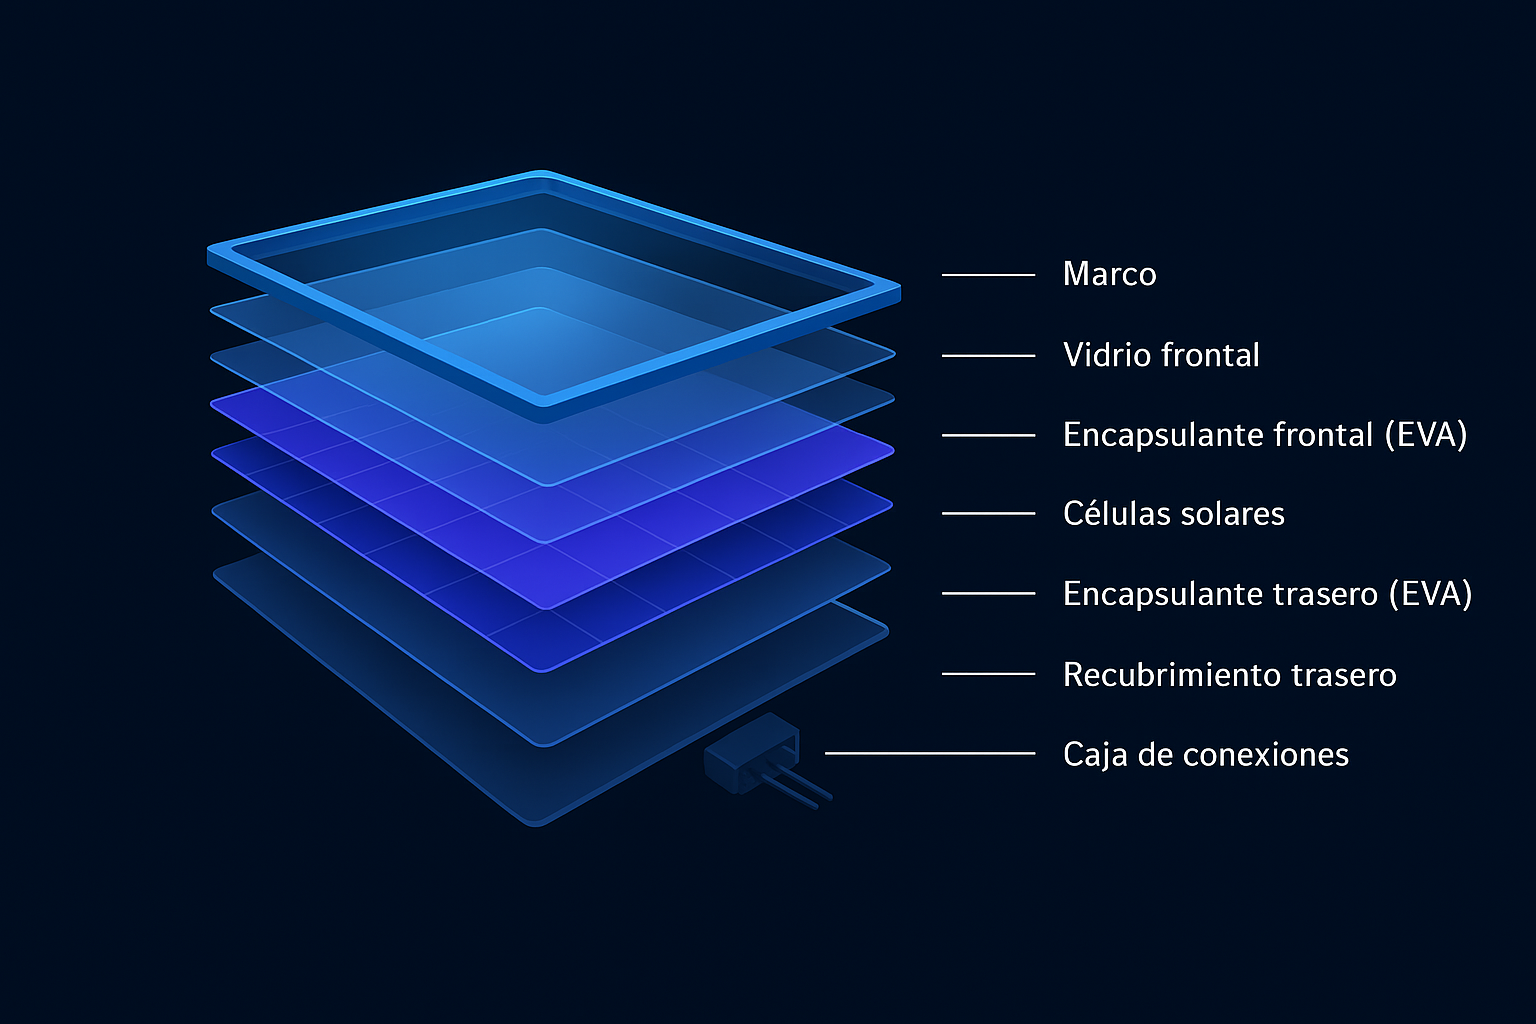 Marco
Vidrio frontal
Encapsulante frontal (EVA)
Células solares
Encapsulante trasero (EVA)
Recubrimiento trasero
Caja de conexiones